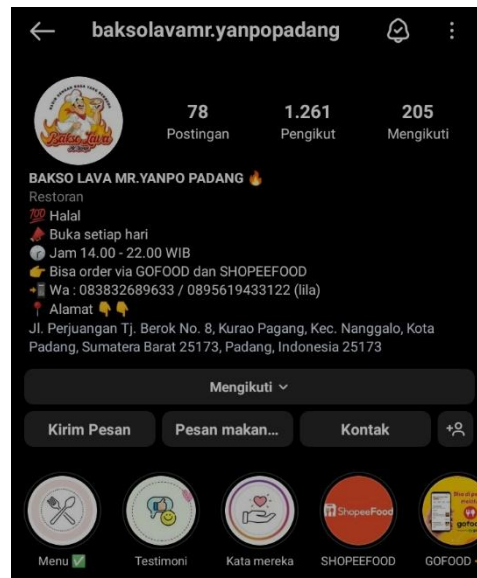 baksolavamr.yanpopadang
Bakso Lava
78
1.261
205
Postingan
Pengikut
Mengikuti
BAKSO LAVA MR.YANPO PADANG 🔥
Restoran
💯 Halal
📣 Buka setiap hari
🕝 Jam 14.00 - 22.00 WIB
👉 Bisa order via GOFOOD dan SHOPEEFOOD
📲 Wa : 083832689633 / 0895619433122 (lila)
📍 Alamat 👇👇
Jl. Perjuangan Tj. Berok No. 8, Kurao Pagang, Kec. Nanggalo, Kota
Padang, Sumatera Barat 25173, Padang, Indonesia 25173
Mengikuti
Kirim Pesan
Pesan makan...
Kontak
ShopeeFood
Menu ✅
Testimoni
Kata mereka
SHOPEEFOOD
GOFOOD